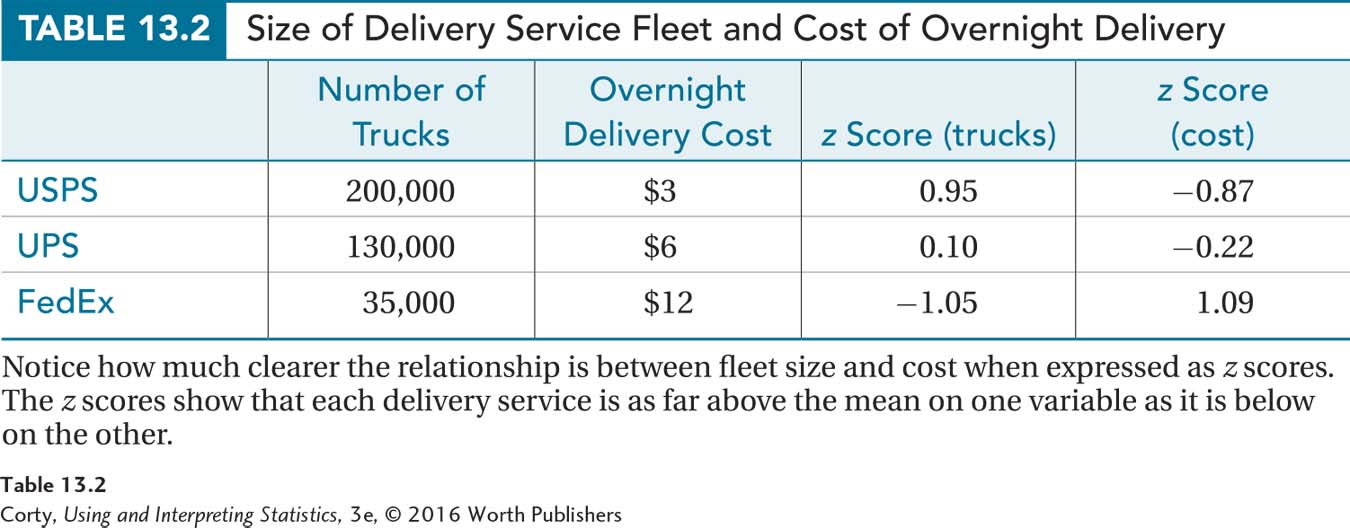 TABLE 13.2 Size of Delivery Service Fleet and Cost of Overnight Delivery
Number of Trucks Overnight Delivery Cost z Score (trucks) z Score (cost)
USPS 200,000 $3 0.95 −0.87
UPS 130,000 $6 0.10 −0.22
FedEx 35,000 $12 −1.05 1.09
Notice how much clearer the relationship is between fleet size and cost when expressed as z scores.
The z scores show that each delivery service is as far above the mean on one variable as it is below
on the other.
Table 13.2
Corty, Using and Interpreting Statistics, 3e, © 2016 Worth Publishers